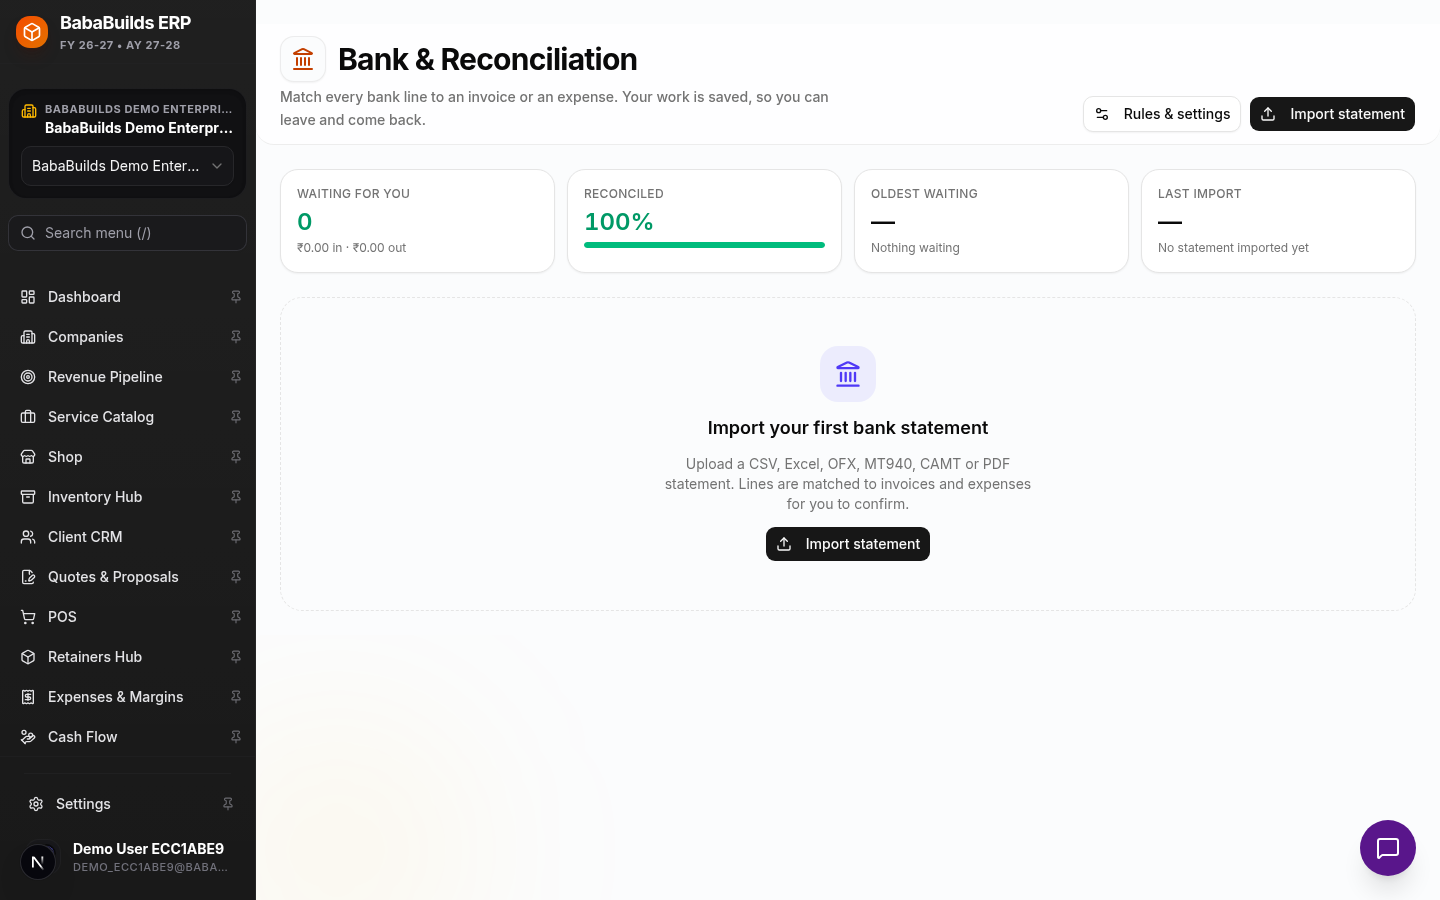 BabaBuilds ERP
FY 26-27 • AY 27-28
BABABUILDS DEMO ENTERPRI...
BabaBuilds Demo Enterpr...
BabaBuilds Demo Enter...
Search menu (/)
Dashboard
Companies
Revenue Pipeline
Service Catalog
Shop
Inventory Hub
Client CRM
Quotes & Proposals
POS
Retainers Hub
Expenses & Margins
Cash Flow
Settings
N
Demo User ECC1ABE9
DEMO_ECC1ABE9@BABA...
Bank & Reconciliation
Match every bank line to an invoice or an expense. Your work is saved, so you can
leave and come back.
Rules & settings
Import statement
WAITING FOR YOU
0
₹0.00 in · ₹0.00 out
RECONCILED
100%
OLDEST WAITING
—
Nothing waiting
LAST IMPORT
—
No statement imported yet
Import your first bank statement
Upload a CSV, Excel, OFX, MT940, CAMT or PDF
statement. Lines are matched to invoices and expenses
for you to confirm.
Import statement